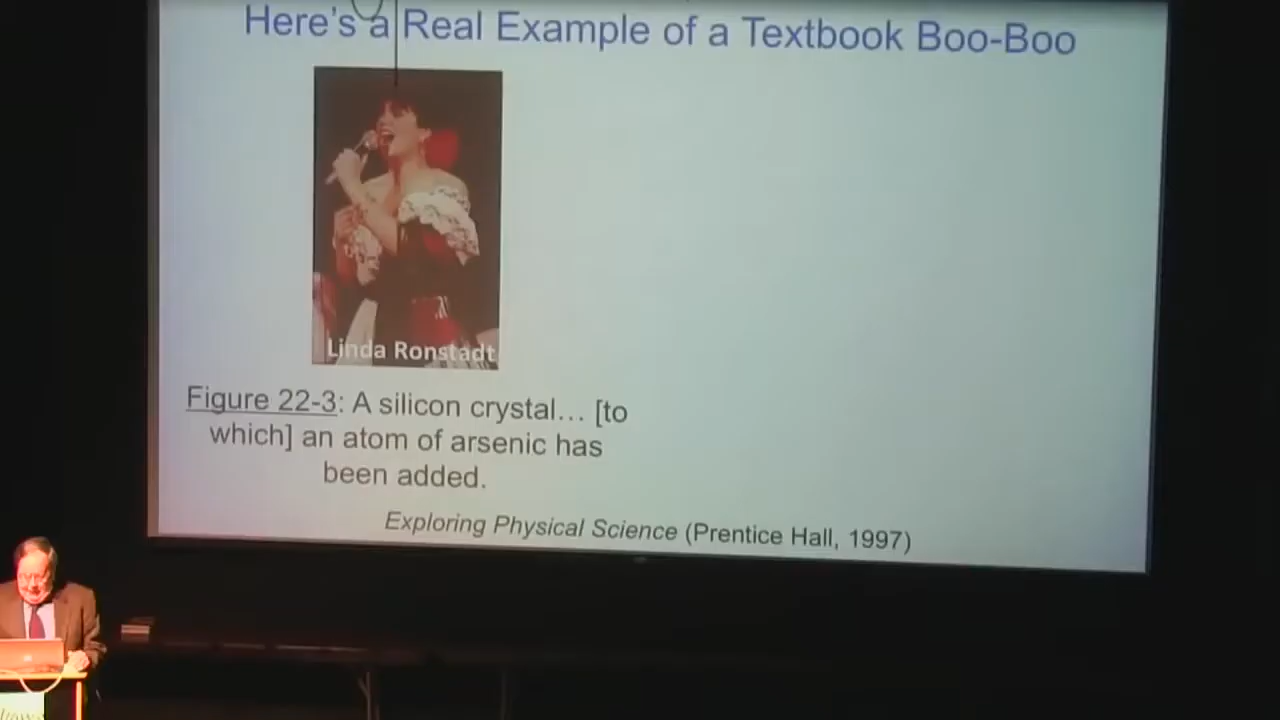 Here's a Real Example of a Textbook Boo-Boo
Linda Ronstadt
Figure 22-3: A silicon crystal... [to
which] an atom of arsenic has
been added.
Exploring Physical Science (Prentice Hall, 1997)